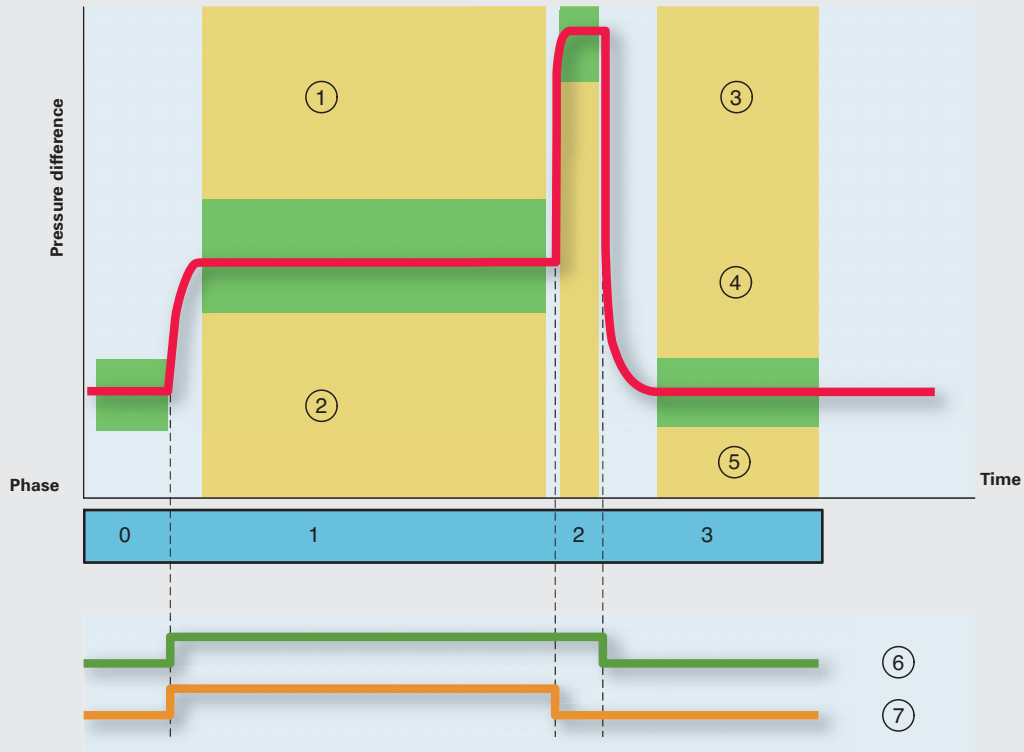 Pressure difference
①
③
④
②
⑤
Phase
Time
0 1 2 3
⑥
⑦